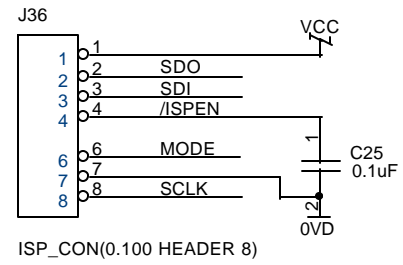 J36
VCC
1 1
2 2 SDO
3 3 SDI
4 4 /ISPEN
1
C25
0.1uF
6 6 MODE
7 7
8 8 SCLK
2
0VD
ISP_CON(0.100 HEADER 8)